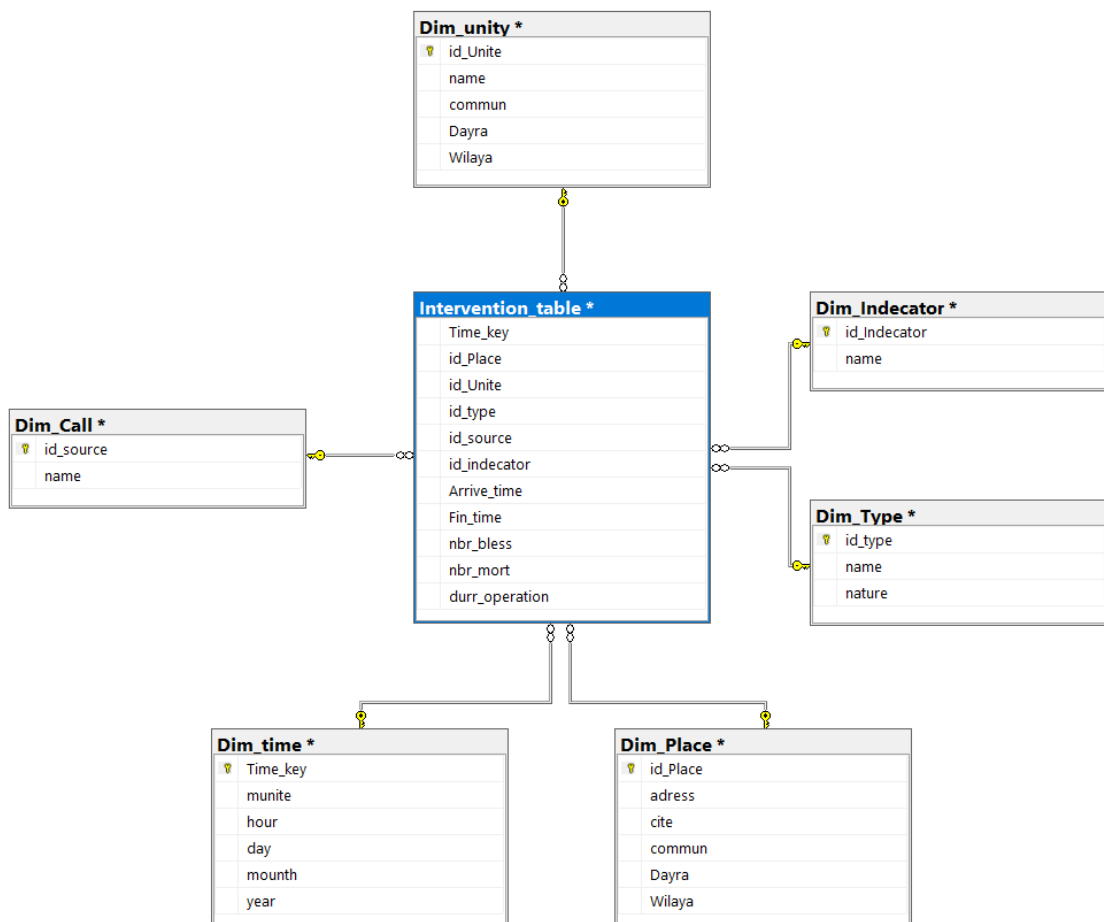 Dim_unity *
id_Unite
name
commun
Dayra
Wilaya
Intervention_table *
Time_key
id_Place
id_Unite
id_type
id_source
id_indecator
Arrive_time
Fin_time
nbr_bless
nbr_mort
durr_operation
Dim_Indecator *
id_Indecator
name
Dim_Call *
id_source
name
Dim_Type *
id_type
name
nature
Dim_time *
Time_key
munite
hour
day
mounth
year
Dim_Place *
id_Place
adress
cite
commun
Dayra
Wilaya